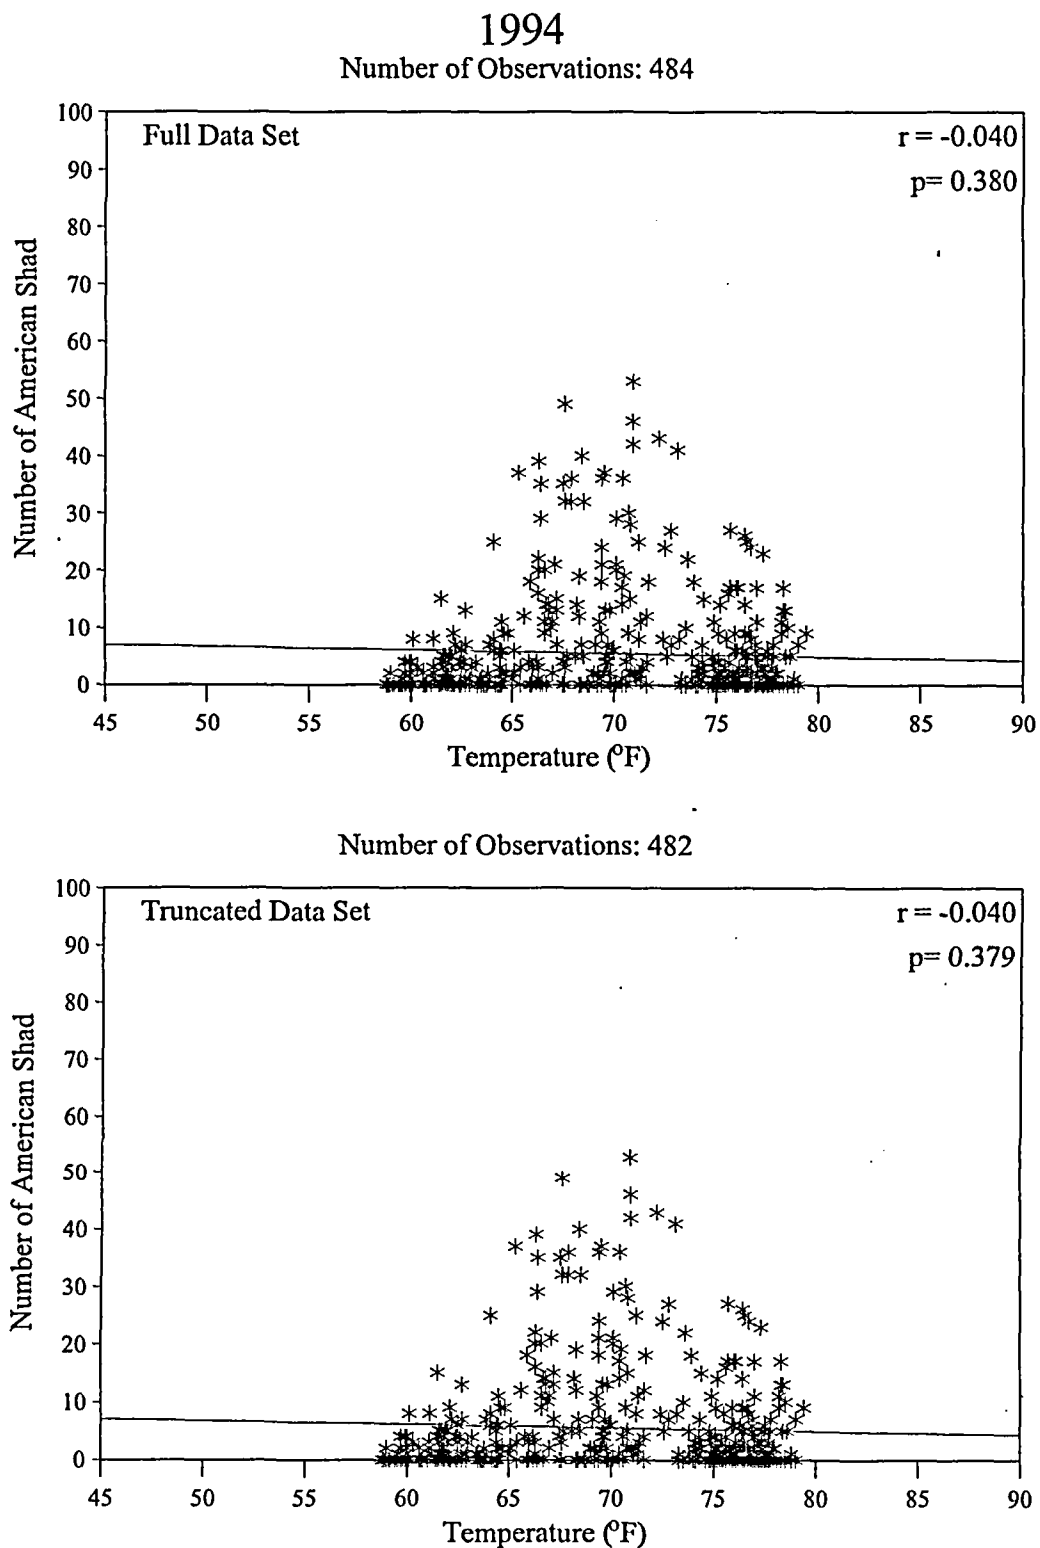 1994
Number of Observations: 484
Full Data Set
r = -0.040
p= 0.380
Number of American Shad
100
90
80
70
60
50
40
30
20
10
0
45 50 55 60 65 70 75 80 85 90
Temperature (°F)
Number of Observations: 482
Truncated Data Set
r = -0.040
p= 0.379
Number of American Shad
100
90
80
70
60
50
40
30
20
10
0
45 50 55 60 65 70 75 80 85 90
Temperature (°F)